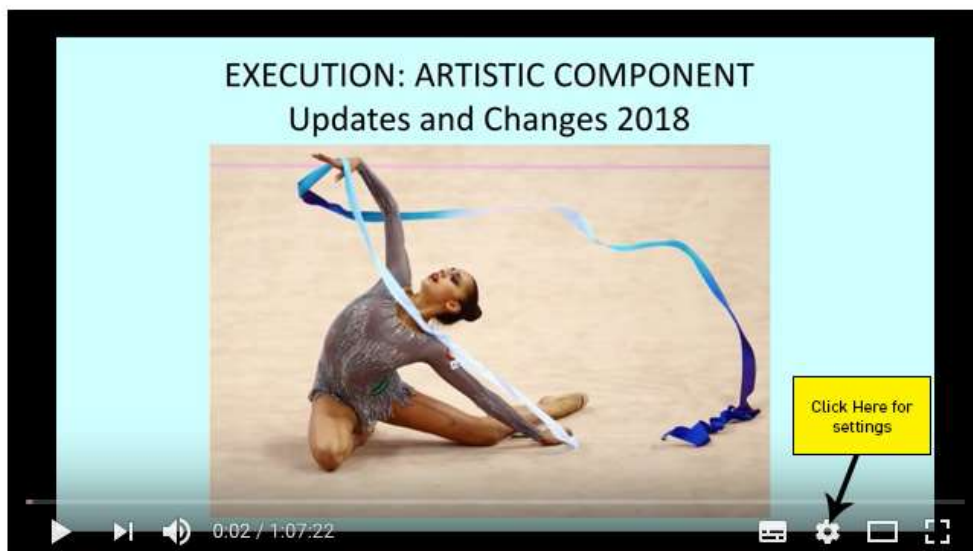 EXECUTION: ARTISTIC COMPONENT
Updates and Changes 2018
Click Here for
settings
0:02 / 1:07:22